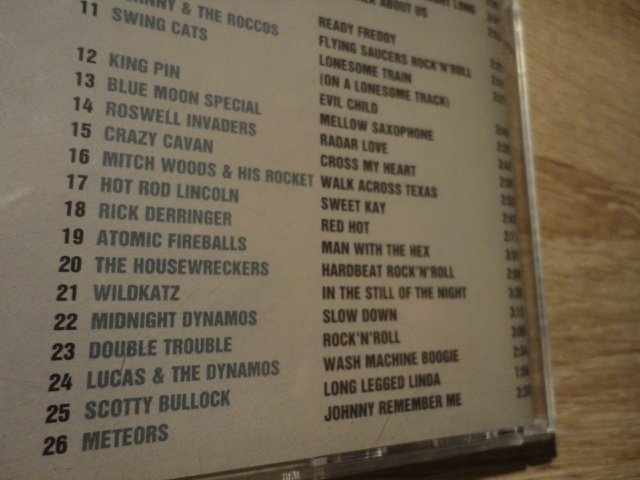 & THE ROCCOS
ABOUT US
READY FREDDY
FLYING SAUCERS ROCK'N'ROLL
11 SWING CATS LONESOME TRAIN
(ON A LONESOME TRACK)
12 KING PIN EVIL CHILD
13 BLUE MOON SPECIAL MELLOW SAXOPHONE
14 ROSWELL INVADERS RADAR LOVE
15 CRAZY CAVAN CROSS MY HEART
16 MITCH WOODS & HIS ROCKET WALK ACROSS TEXAS
17 HOT ROD LINCOLN SWEET KAY
18 RICK DERRINGER RED HOT
19 ATOMIC FIREBALLS MAN WITH THE HEX
20 THE HOUSEWRECKERS HARDBEAT ROCK'N'ROLL
21 WILDKATZ IN THE STILL OF THE NIGHT
22 MIDNIGHT DYNAMOS SLOW DOWN
23 DOUBLE TROUBLE ROCK'N'ROLL
24 LUCAS & THE DYNAMOS WASH MACHINE BOOGIE
25 SCOTTY BULLOCK LONG LEGGED LINDA
26 METEORS JOHNNY REMEMBER ME